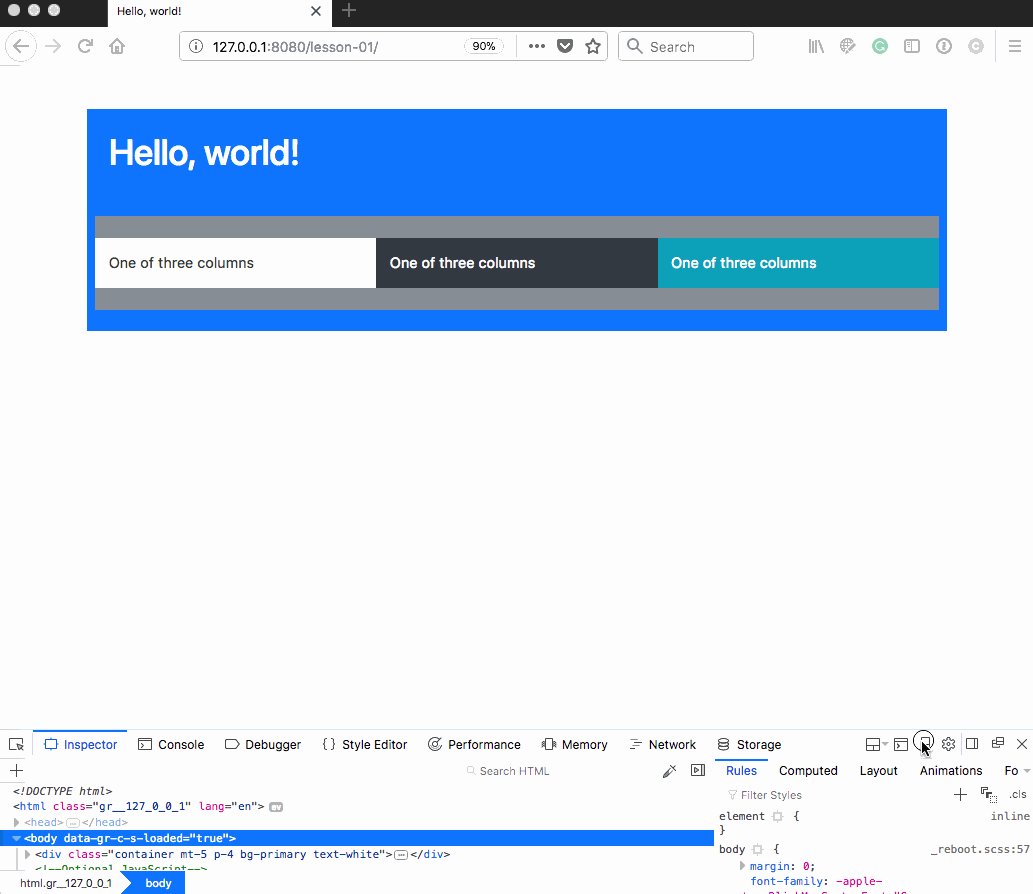 Hello, world!
127.0.0.1:8080/lesson-01/ 90% Search
Hello, world!
One of three columns One of three columns One of three columns
Inspector Console Debugger {} Style Editor Performance Memory Network Storage
Search HTML Rules Computed Layout Animations Fo
Filter Styles .cls
<!DOCTYPE html>
<html class="gr__127_0_0_1" lang="en"> ev
<head> </head>
<body data-gr-c-s-loaded="true">
<div class="container mt-5 p-4 bg-primary text-white"> </div>
<!--Optional JavaScript-->
html.gr__127_0_0_1 body
element { inline
}
body { _reboot.scss:57
margin: 0;
font-family: -apple-